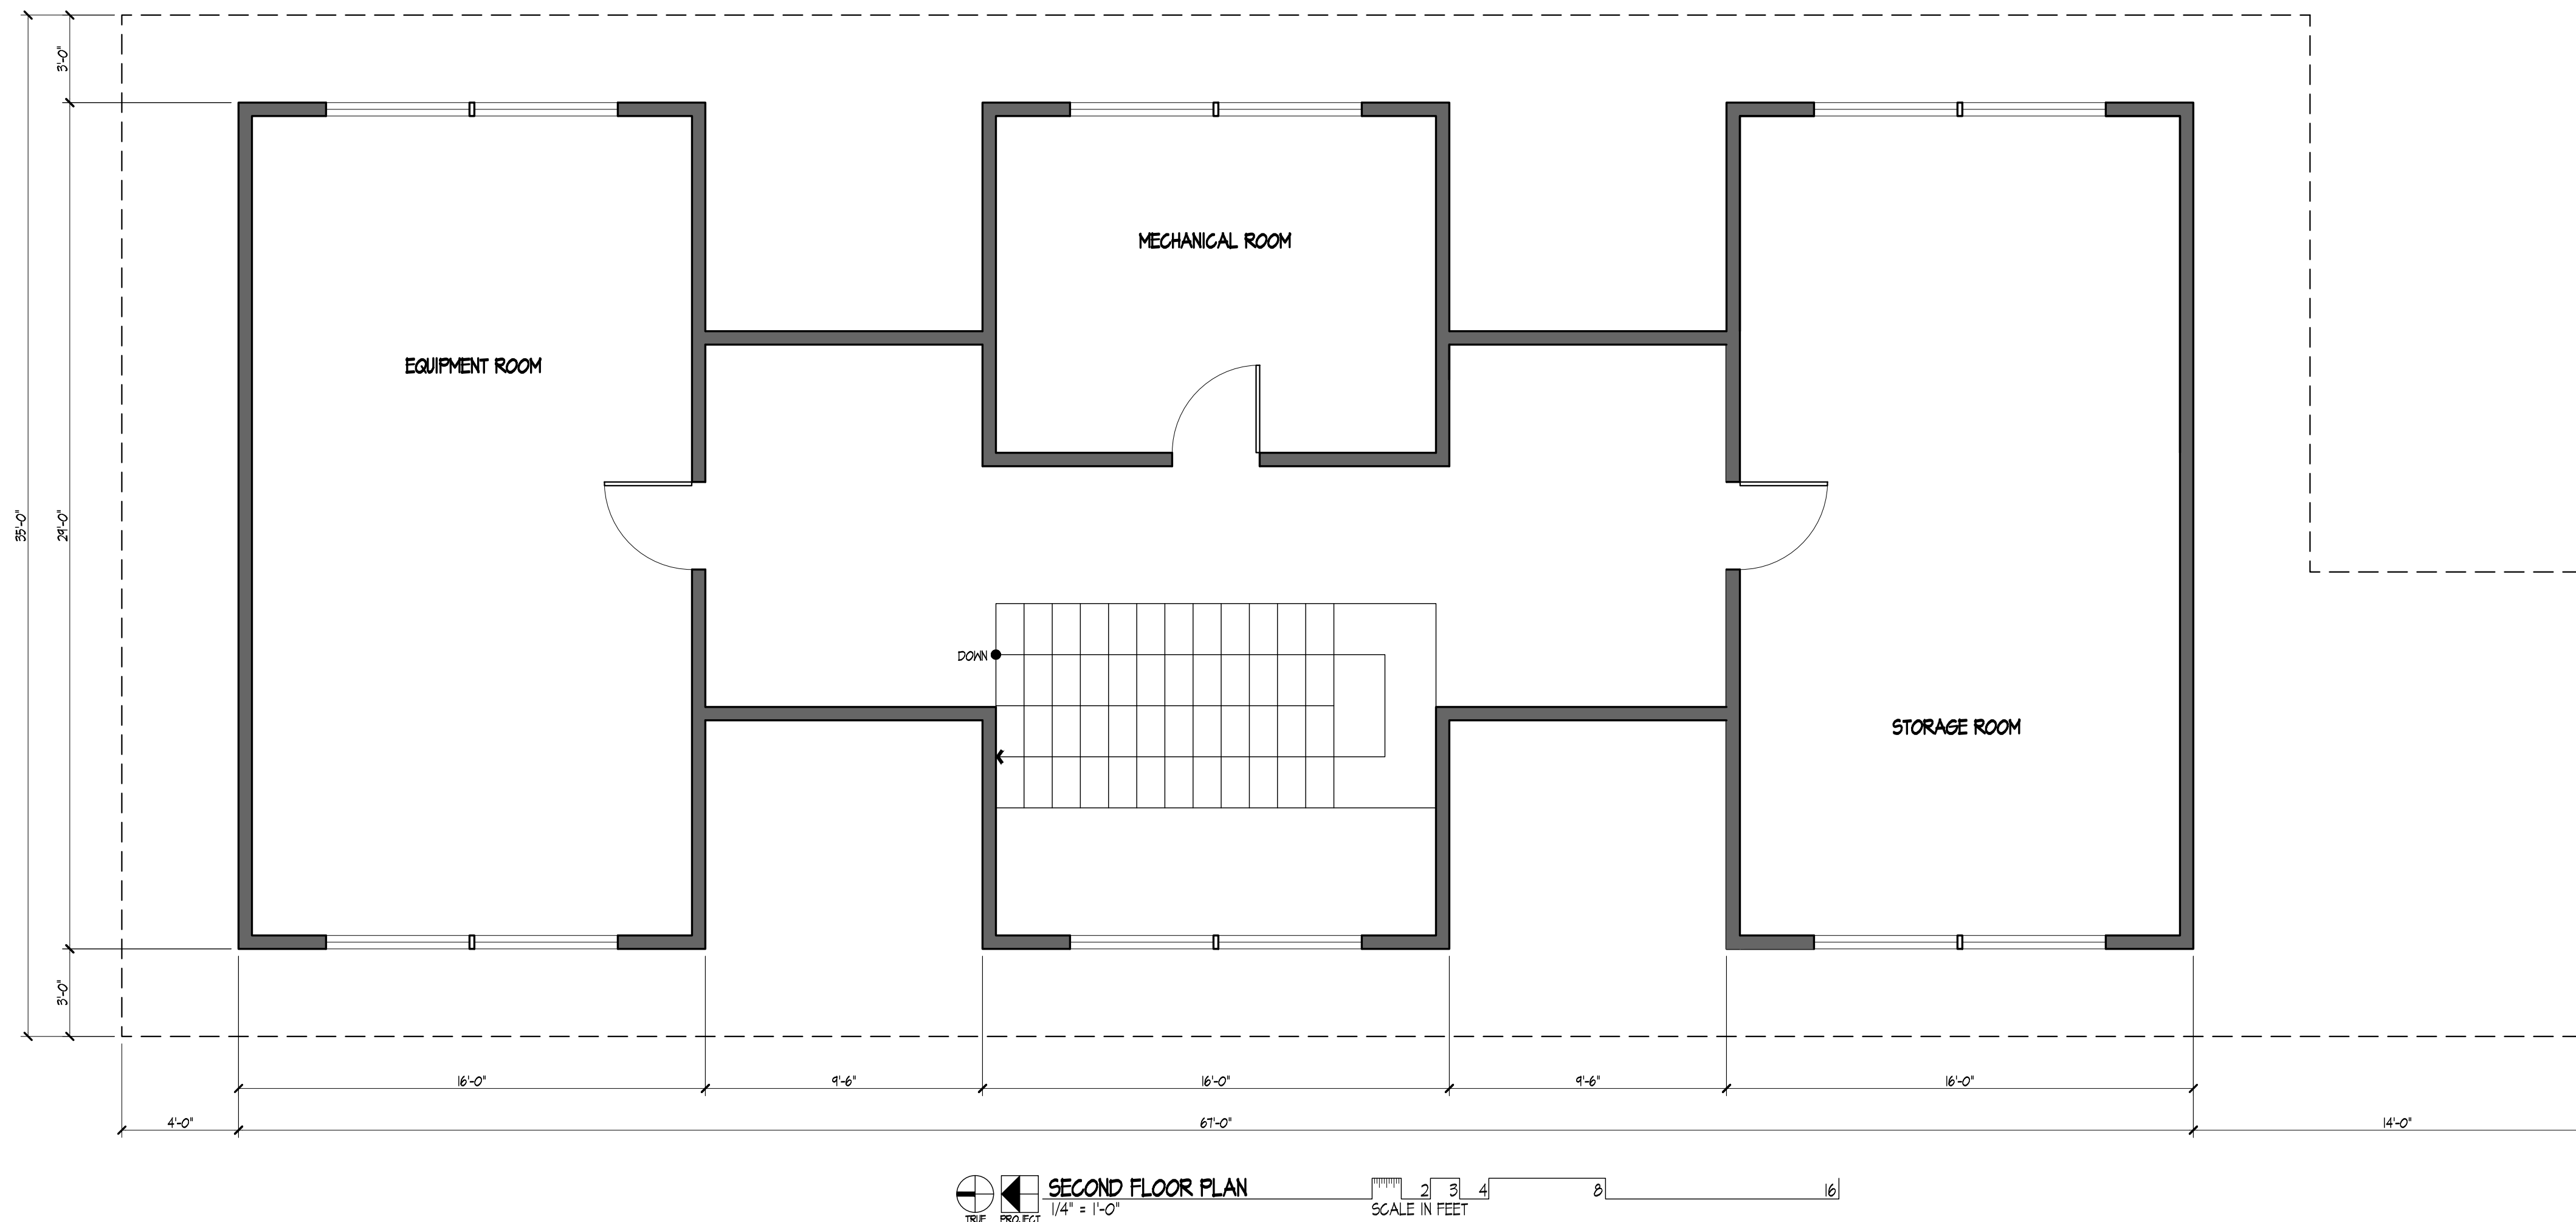 3'-0"
MECHANICAL ROOM
EQUIPMENT ROOM
35'-0"
29'-0"
DOWN
STORAGE ROOM
3'-0"
16'-0"
9'-6"
16'-0"
9'-6"
16'-0"
4'-0"
67'-0"
14'-0"
SECOND FLOOR PLAN
1/4" = 1'-0"
2 3 4 8 16
SCALE IN FEET
TRUE PROJECT